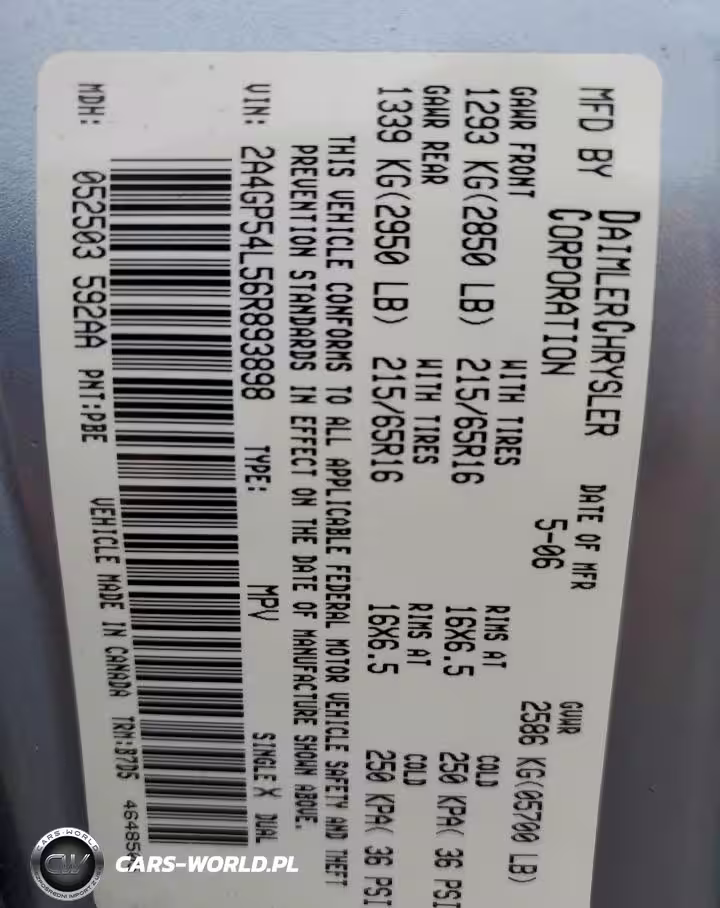 MFD BY DAIMLERCHRYSLER CORPORATION
DATE OF MFR 5-06
GVWR 2586 KG(05700 LB)
GAWR FRONT WITH TIRES RIMS AT COLD
1293 KG(2850 LB) 215/65R16 16X6.5 250 KPA( 36 PSI
GAWR REAR WITH TIRES RIMS AT COLD
1339 KG(2950 LB) 215/65R16 16X6.5 250 KPA( 36 PSI
THIS VEHICLE CONFORMS TO ALL APPLICABLE FEDERAL MOTOR VEHICLE SAFETY AND THEFT
PREVENTION STANDARDS IN EFFECT ON THE DATE OF MANUFACTURE SHOWN ABOVE.
VIN: 2A4GP54L56R893898 TYPE: MPV SINGLE X DUAL
MDH: 052503 592AA PNT:PBE VEHICLE MADE IN CANADA TRM:B7D5
CARS-WORLD
CW
CARS-WORLD.PL